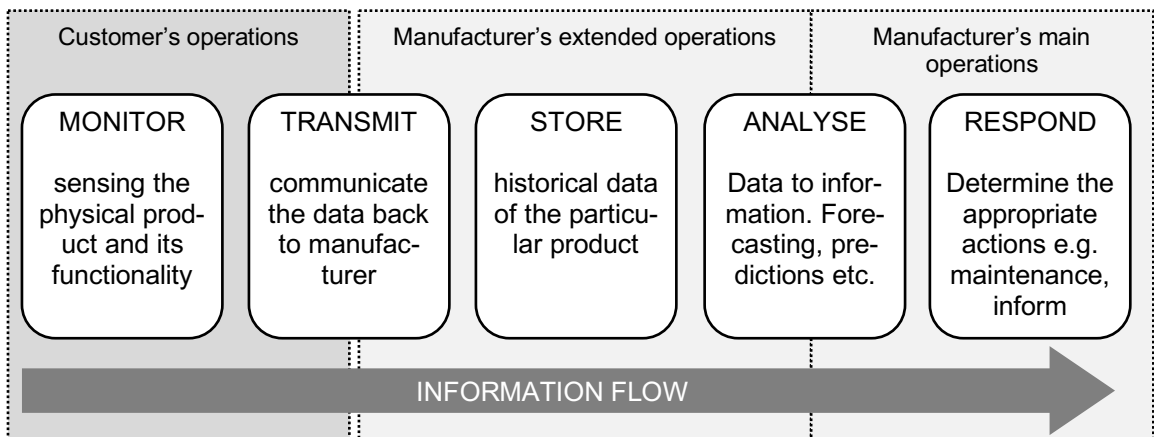 Customer's operations
Manufacturer's extended operations
Manufacturer's main
operations
MONITOR
sensing the
physical prod-
uct and its
functionality
TRANSMIT
communicate
the data back
to manufac-
turer
STORE
historical data
of the particu-
lar product
ANALYSE
Data to infor-
mation. Fore-
casting, pre-
dictions etc.
RESPOND
Determine the
appropriate
actions e.g.
maintenance,
inform
INFORMATION FLOW